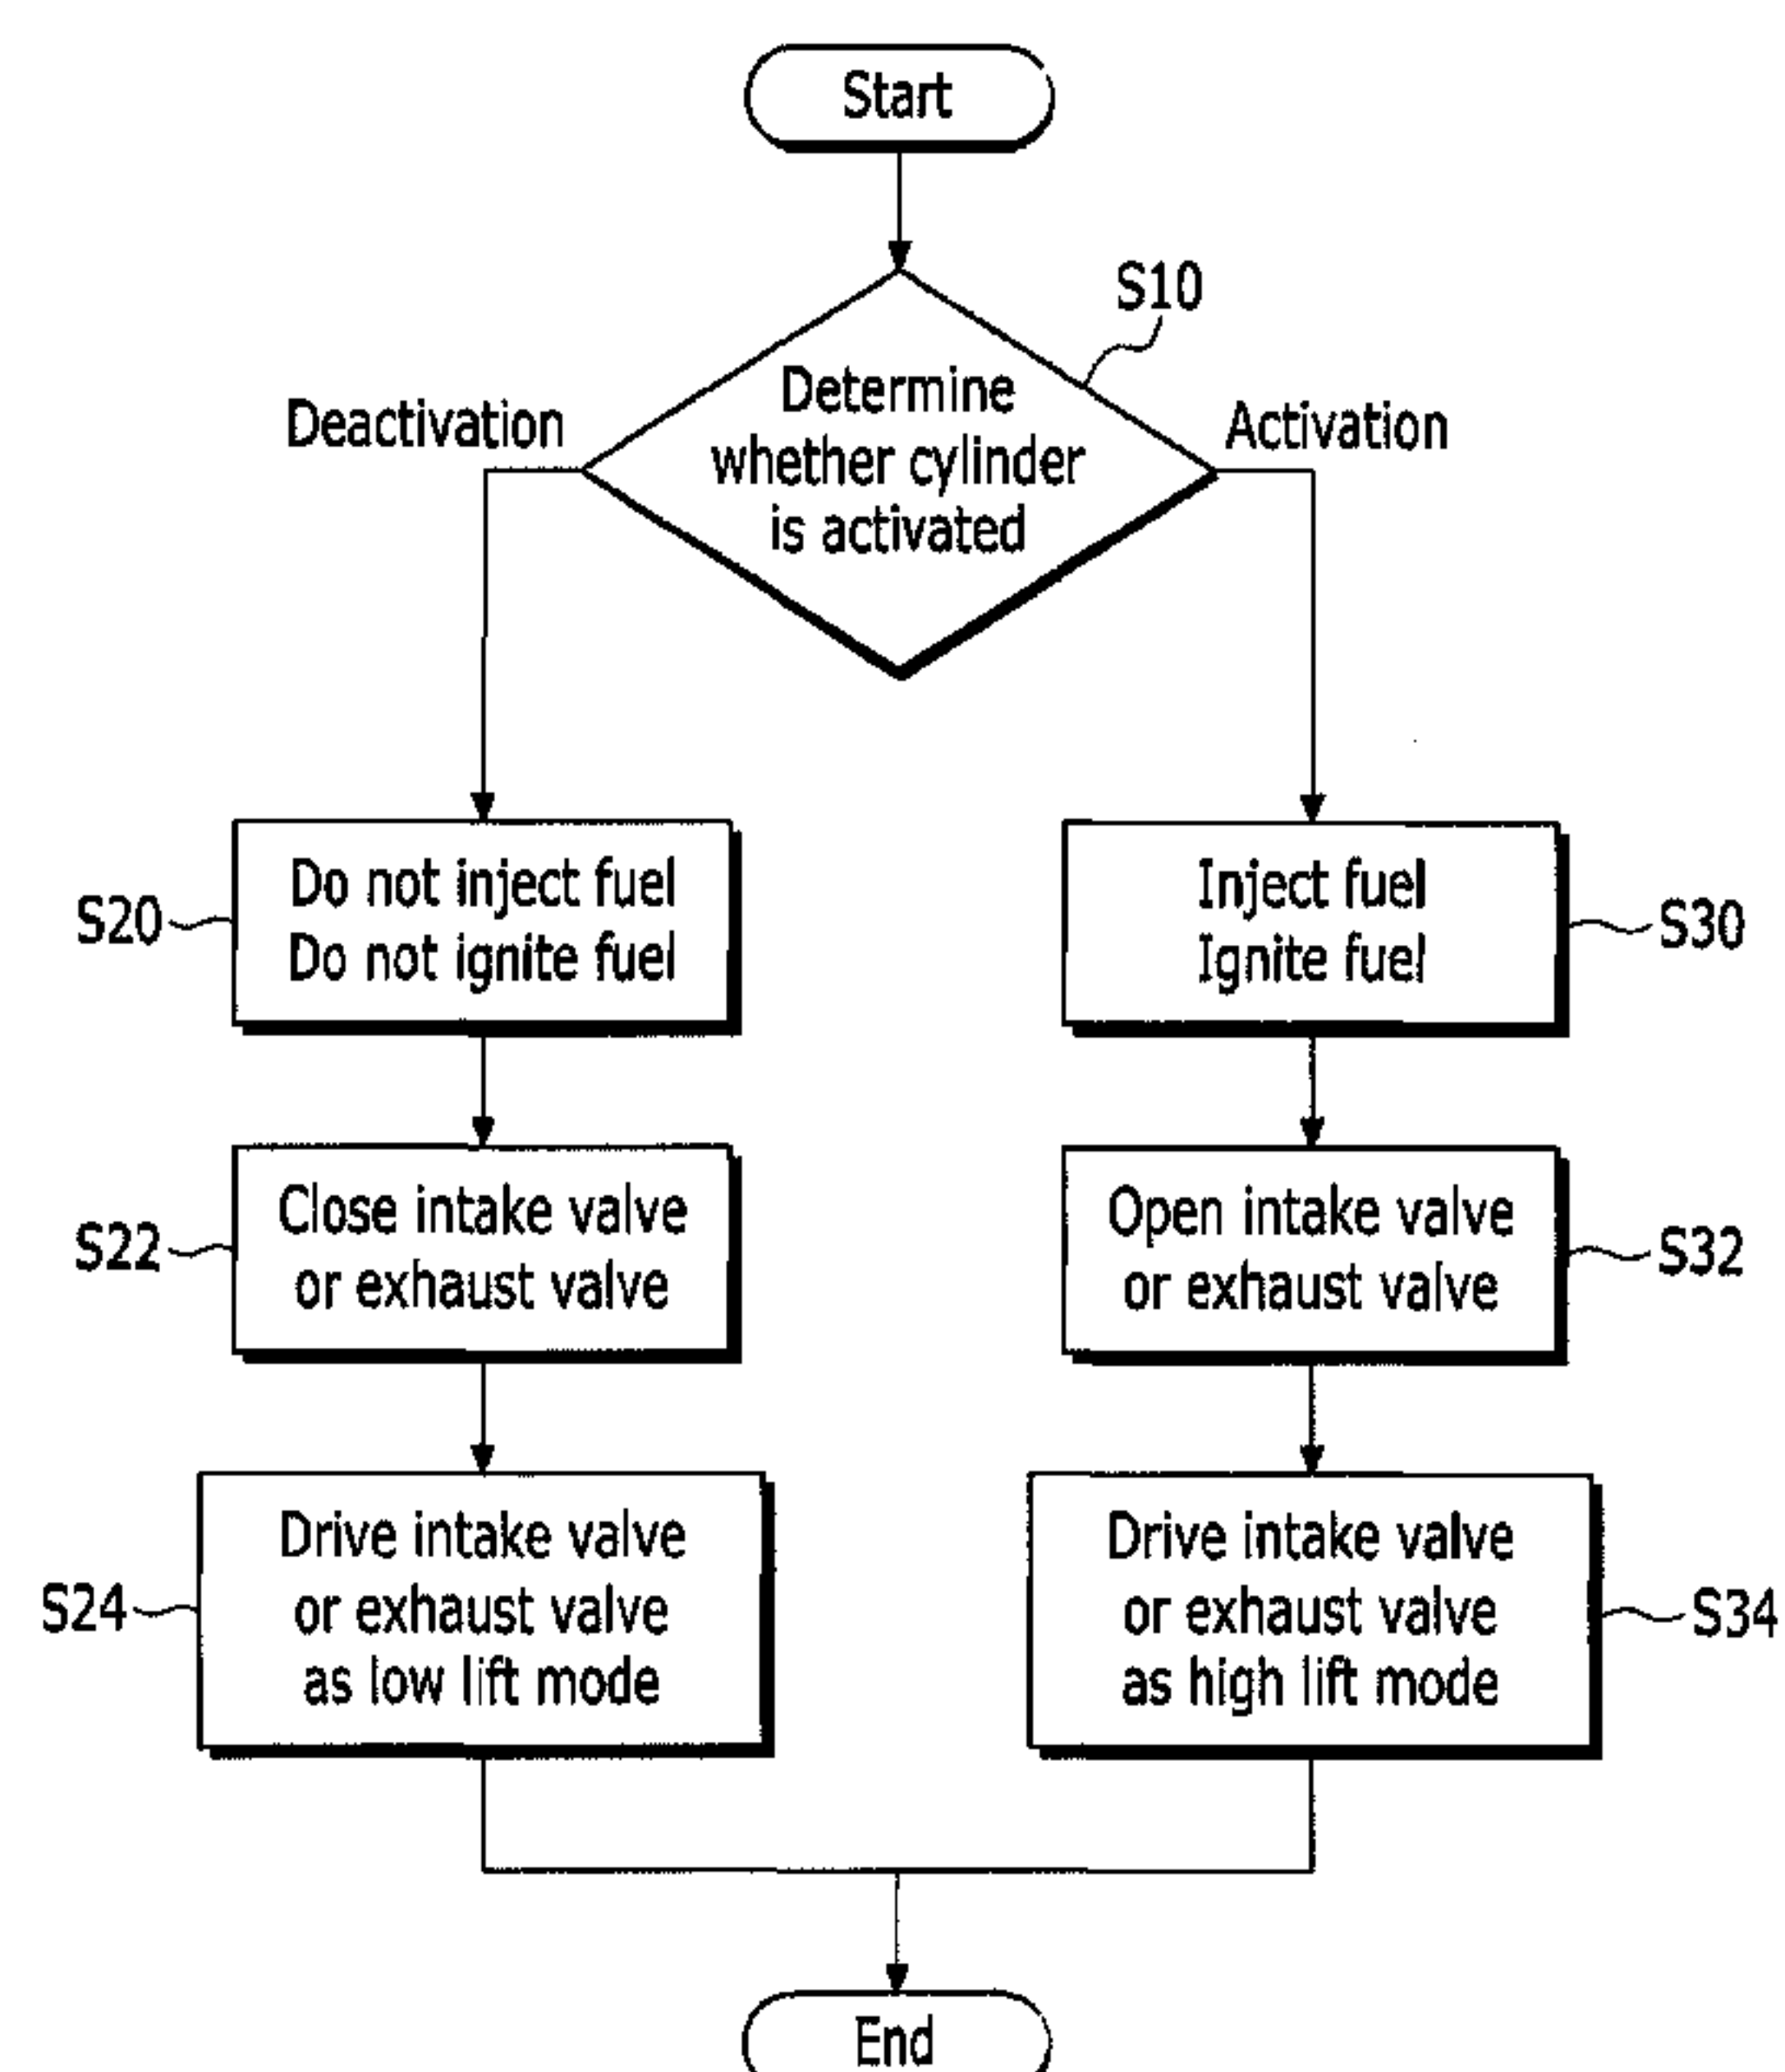 Start
S10
Determine
whether cylinder
is activated
Deactivation
Activation
S20
Do not inject fuel
Do not ignite fuel
Inject fuel
Ignite fuel
S30
S22
Close intake valve
or exhaust valve
Open intake valve
or exhaust valve
S32
S24
Drive intake valve
or exhaust valve
as low lift mode
Drive intake valve
or exhaust valve
as high lift mode
S34
End